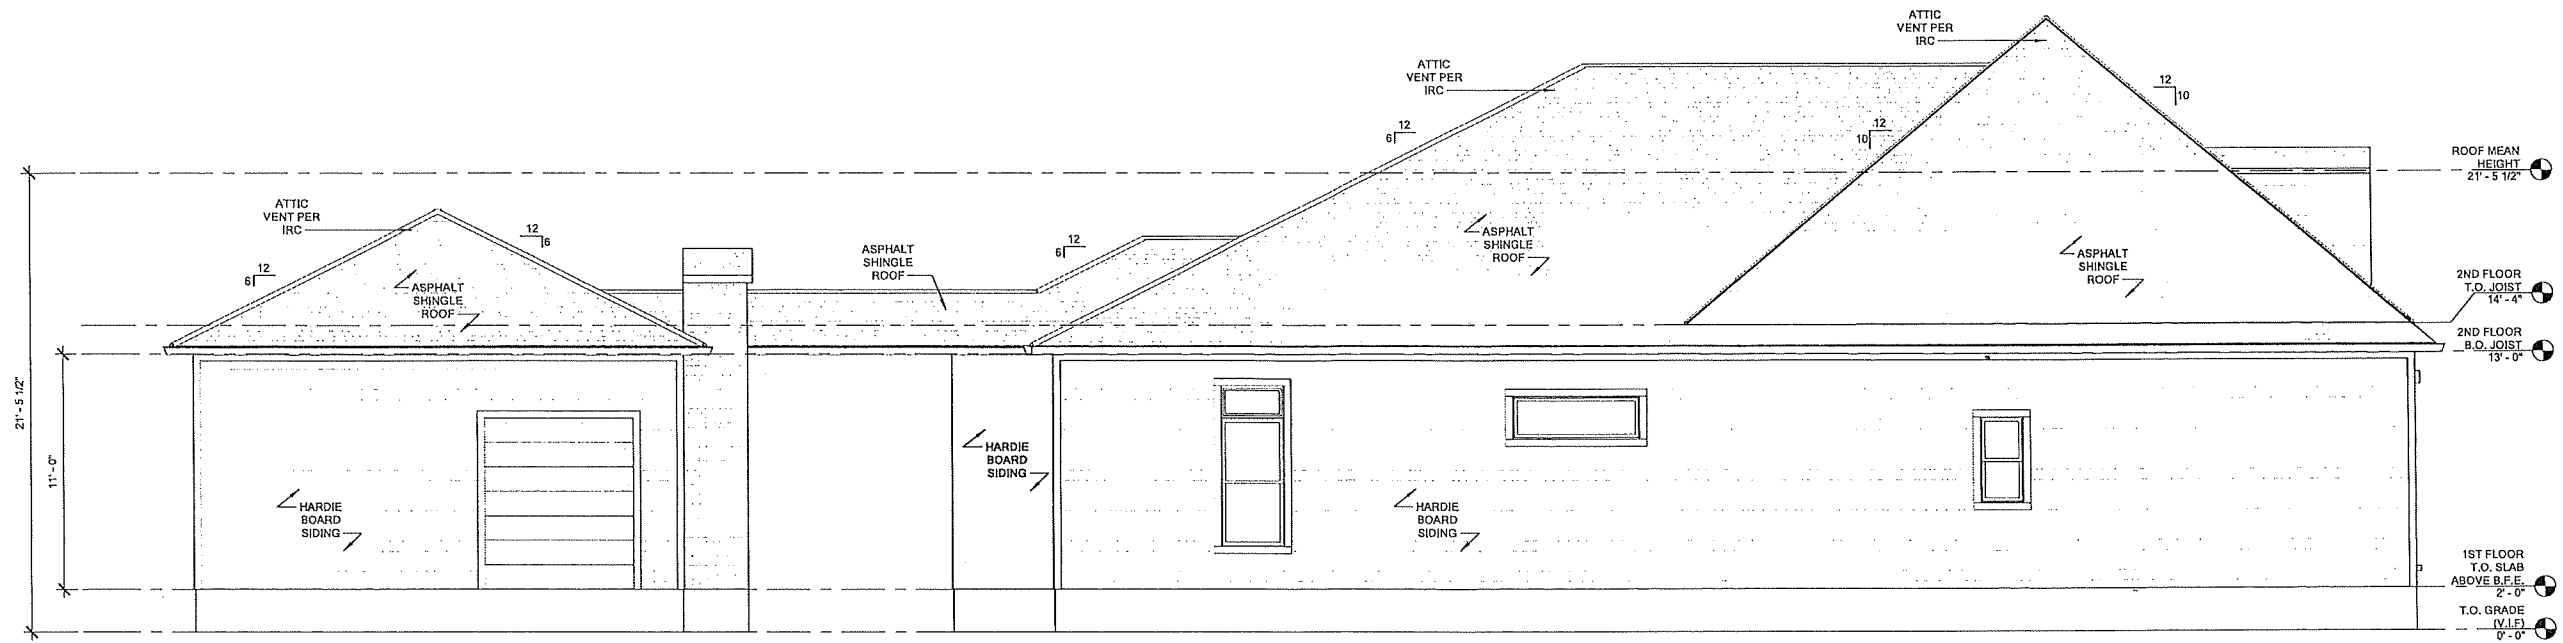 ATTIC
VENT PER
IRC
ATTIC
VENT PER
IRC
12
10
12
6
12
10
ROOF MEAN
HEIGHT
21' - 5 1/2"
ATTIC
VENT PER
IRC
12
6
12
6
ASPHALT
SHINGLE
ROOF
ASPHALT
SHINGLE
ROOF
12
6
ASPHALT
SHINGLE
ROOF
ASPHALT
SHINGLE
ROOF
2ND FLOOR
T.O. JOIST
14' - 4"
2ND FLOOR
B.O. JOIST
13' - 0"
21' - 5 1/2"
11' - 0"
HARDIE
BOARD
SIDING
HARDIE
BOARD
SIDING
HARDIE
BOARD
SIDING
1ST FLOOR
T.O. SLAB
ABOVE B.F.E.
2' - 0"
T.O. GRADE
(V.I.F)
0' - 0"